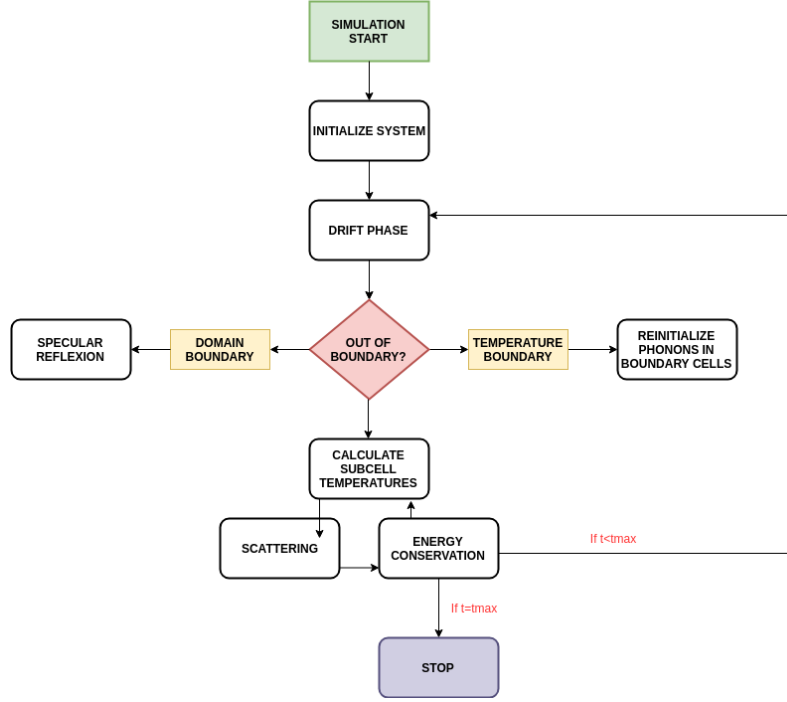 SIMULATION
START
INITIALIZE SYSTEM
DRIFT PHASE
SPECULAR
REFLEXION
DOMAIN
BOUNDARY
OUT OF
BOUNDARY?
TEMPERATURE
BOUNDARY
REINITIALIZE
PHONONS IN
BOUNDARY CELLS
CALCULATE
SUBCELL
TEMPERATURES
SCATTERING
ENERGY
CONSERVATION
If t<tmax
If t=tmax
STOP